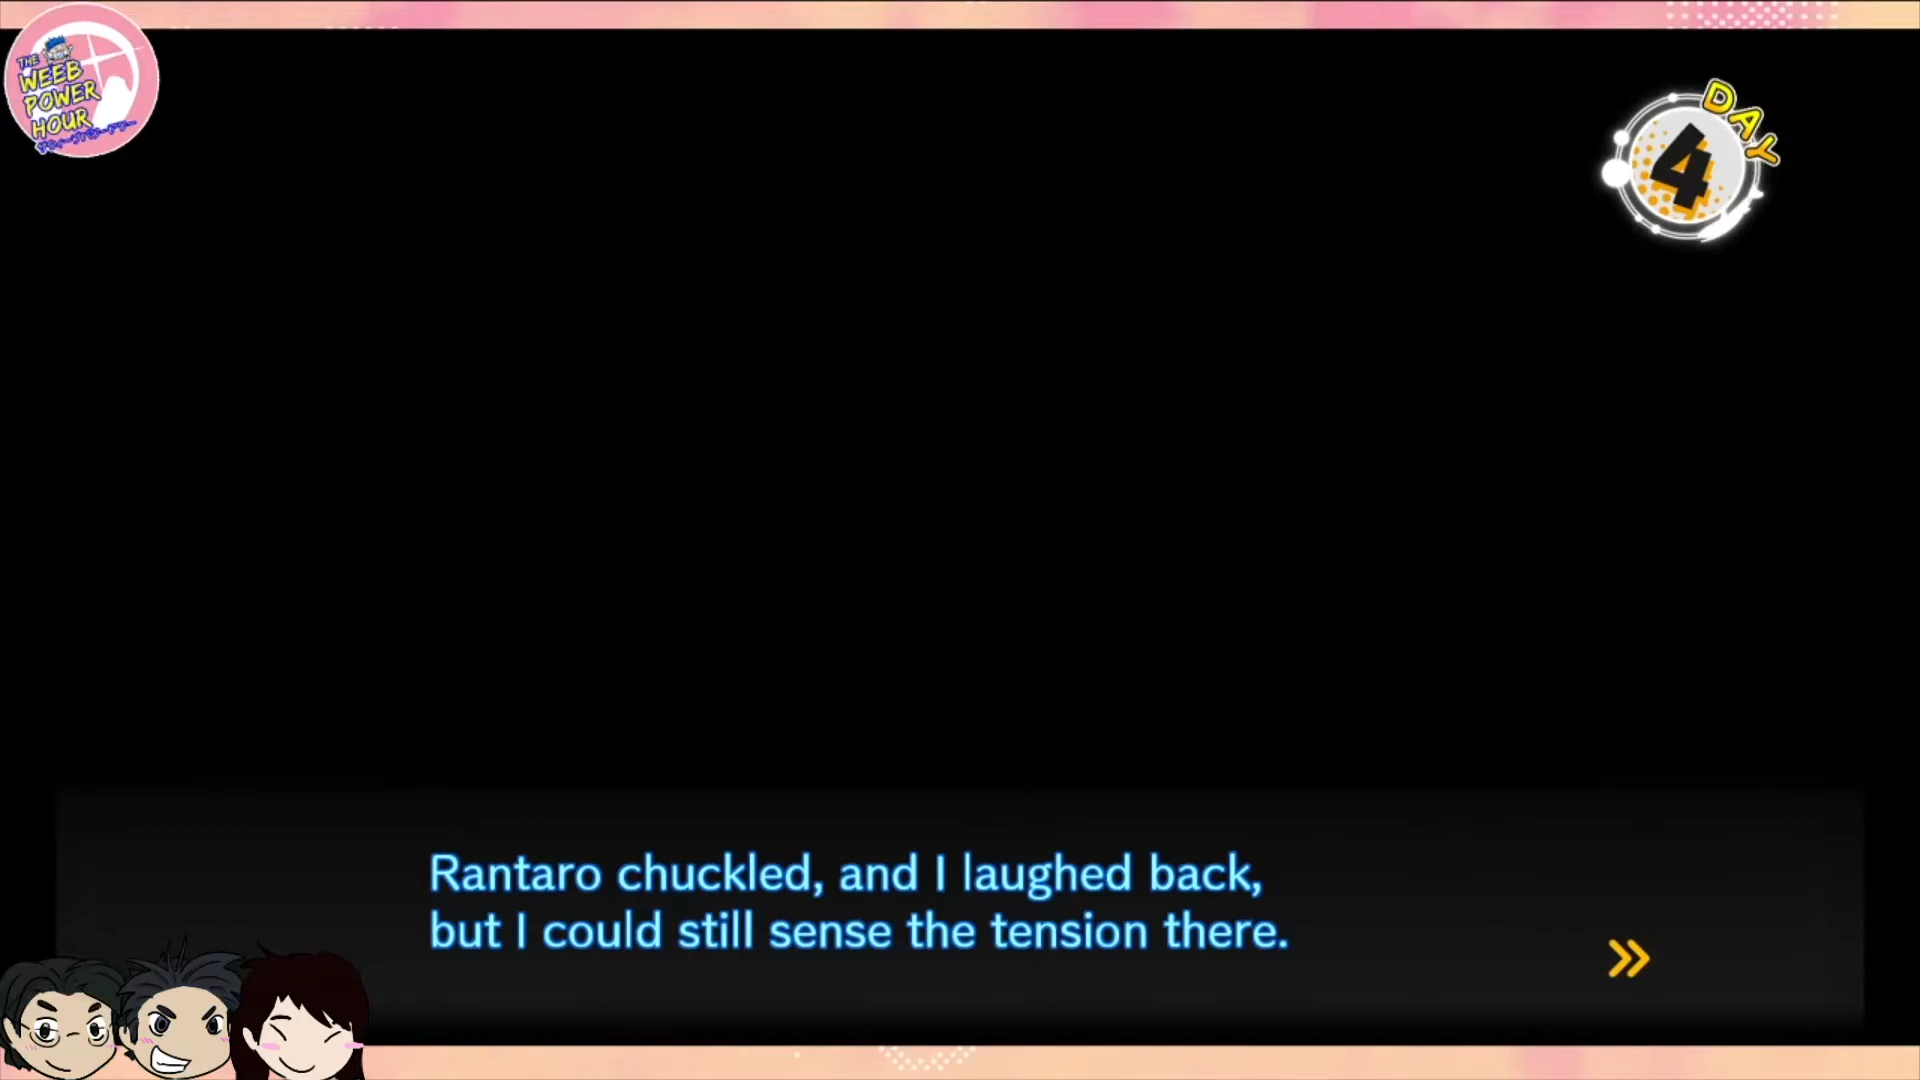 THE
WEEB
POWER
HOUR
DAY
4
Rantaro chuckled, and I laughed back,
but I could still sense the tension there.